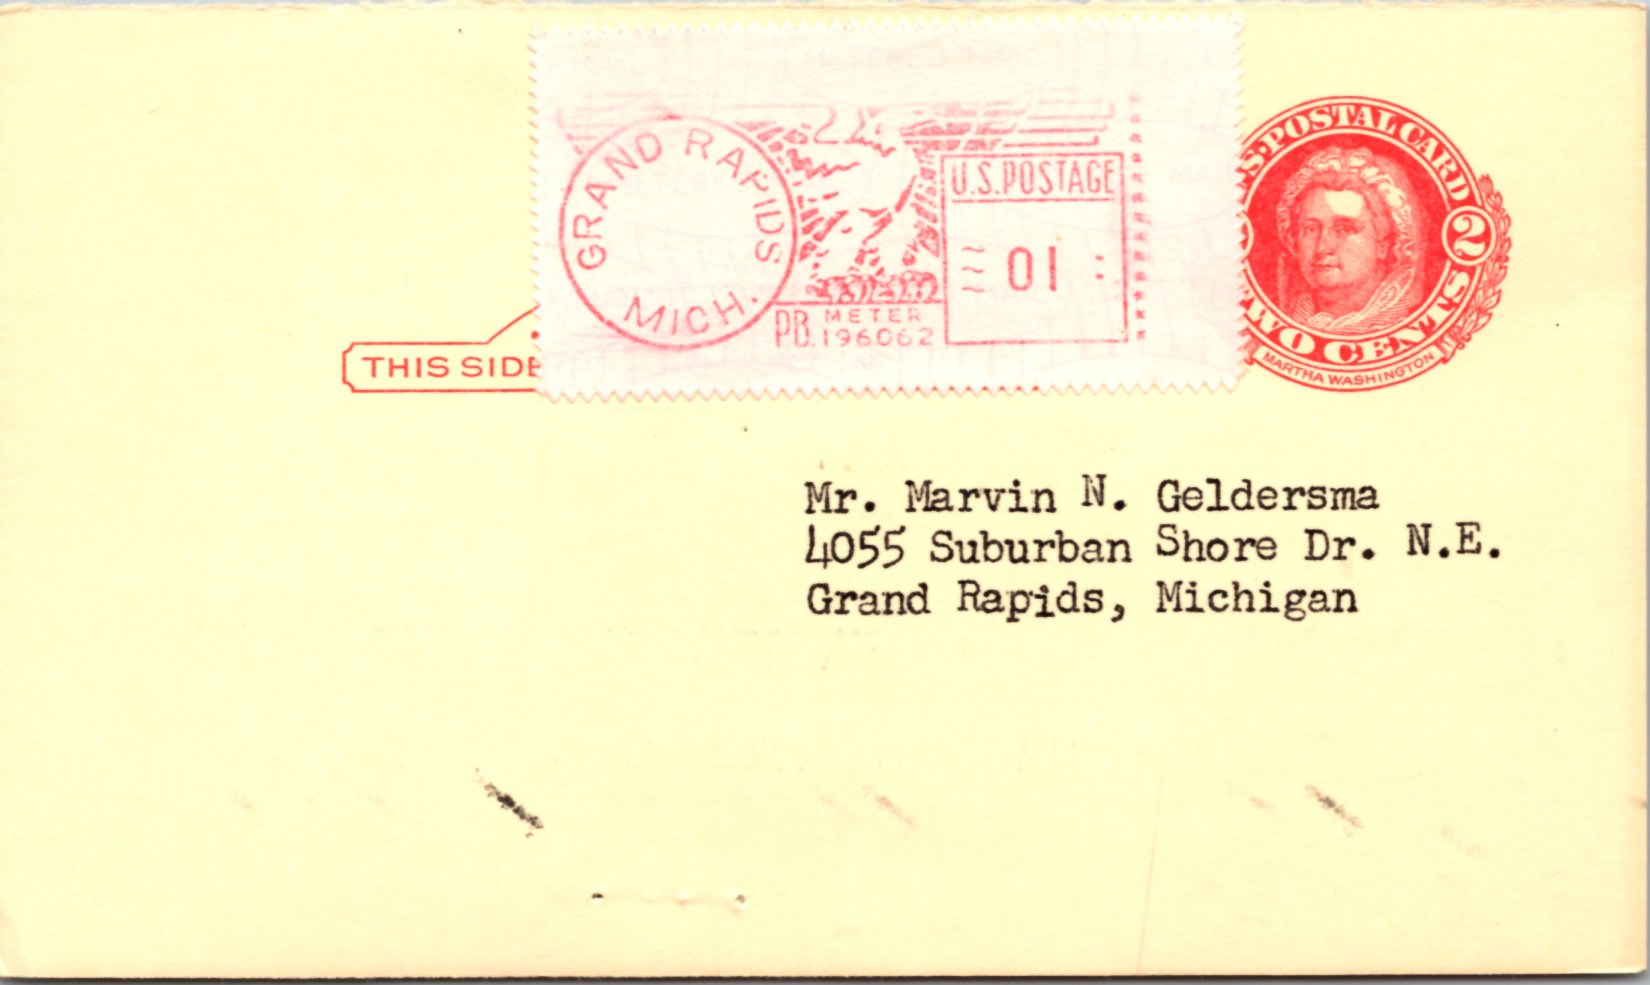 GRAND RAPIDS
MICH.
PB. METER
196062
U.S. POSTAGE
01
S·POSTAL CARD
2
WO CENTS
MARTHA WASHINGTON
THIS SIDE
Mr. Marvin N. Geldersma
4055 Suburban Shore Dr. N.E.
Grand Rapids, Michigan